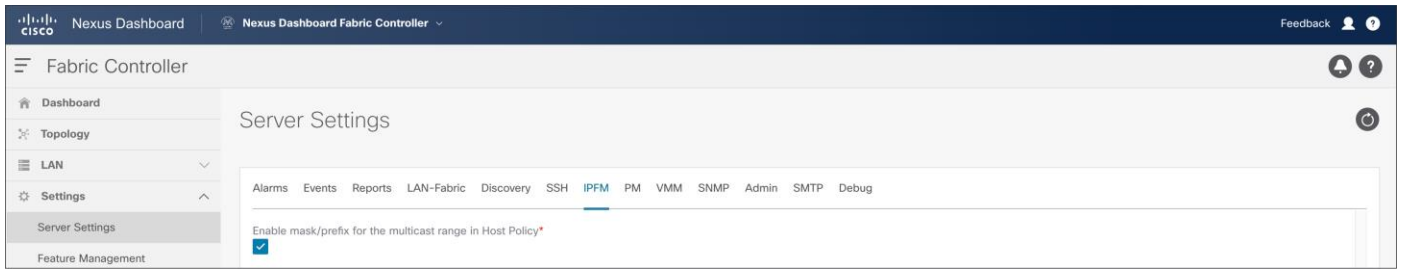 cisco Nexus Dashboard Nexus Dashboard Fabric Controller Feedback ?
Fabric Controller ?
Dashboard
Server Settings
Topology
LAN
Alarms Events Reports LAN-Fabric Discovery SSH IPFM PM VMM SNMP Admin SMTP Debug
Settings
Server Settings
Enable mask/prefix for the multicast range in Host Policy*
Feature Management